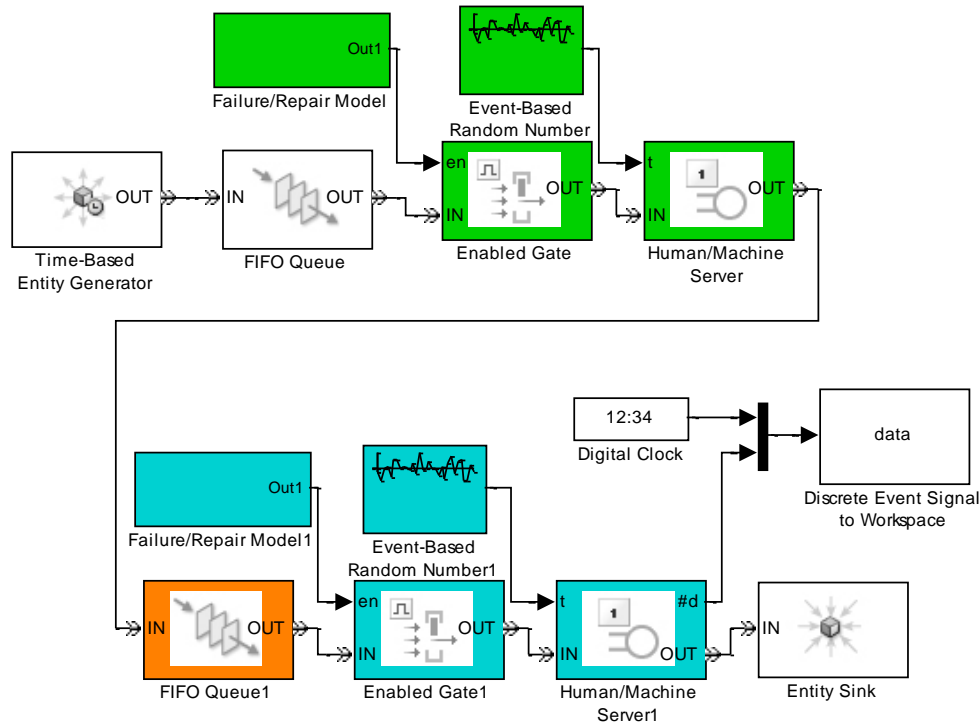 Out1
Failure/Repair Model
Event-Based
Random Number
OUT
Time-Based
Entity Generator
IN
OUT
FIFO Queue
en
IN
OUT
Enabled Gate
t
1
IN
OUT
Human/Machine
Server
12:34
Digital Clock
data
Discrete Event Signal
to Workspace
Out1
Failure/Repair Model1
Event-Based
Random Number1
IN
OUT
FIFO Queue1
en
IN
OUT
Enabled Gate1
t
1
#d
IN
OUT
Human/Machine
Server1
IN
Entity Sink